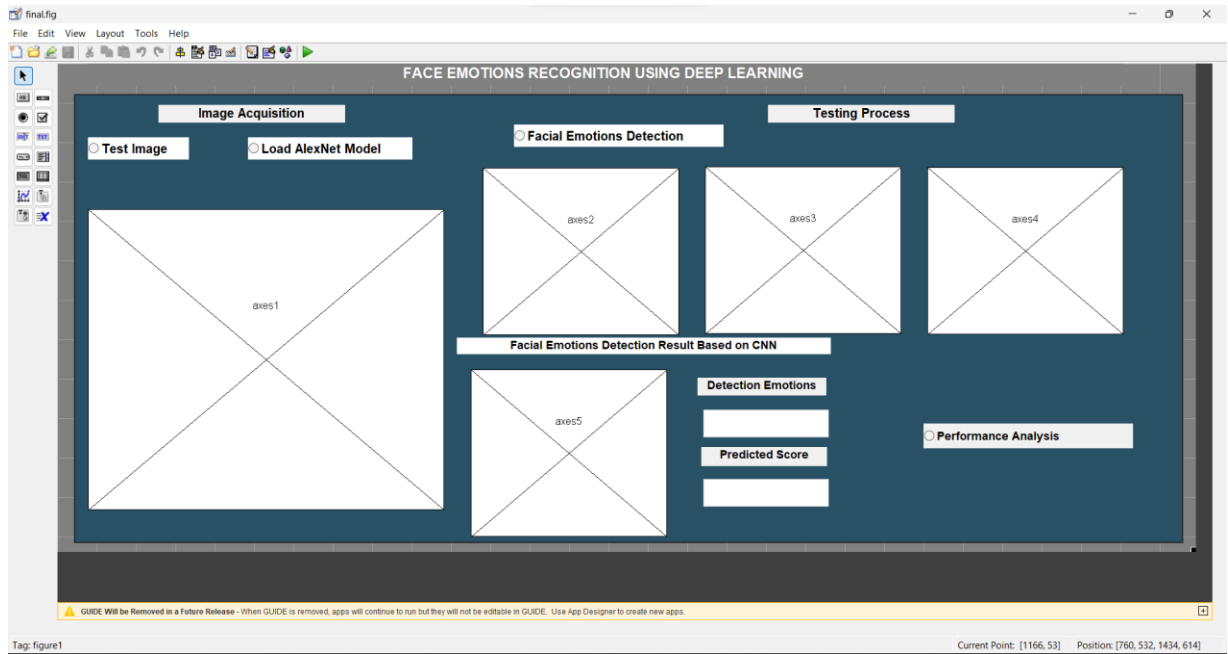 final.fig
File Edit View Layout Tools Help
FACE EMOTIONS RECOGNITION USING DEEP LEARNING
Image Acquisition
Testing Process
Facial Emotions Detection
Test Image
Load AlexNet Model
axes2
axes3
axes4
axes1
Facial Emotions Detection Result Based on CNN
Detection Emotions
axes5
Performance Analysis
Predicted Score
GUIDE Will be Removed in a Future Release - When GUIDE is removed, apps will continue to run but they will not be editable in GUIDE. Use App Designer to create new apps.
Tag: figure1
Current Point: [1166, 53] Position: [760, 532, 1434, 614]